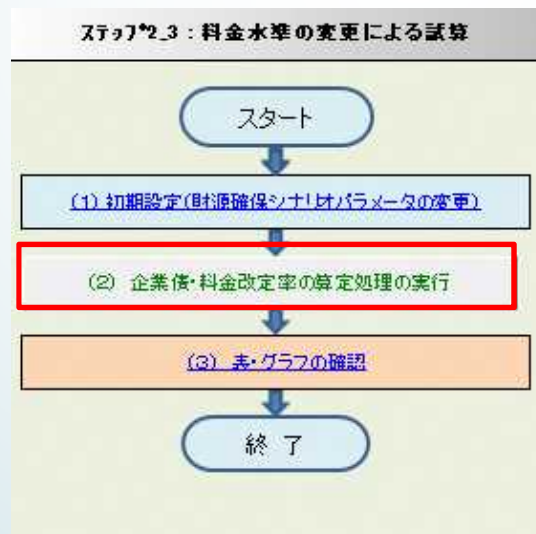 ステップ2_3：料金水準の変更による試算
スタート
(1) 初期設定(財源確保シナリオパラメータの変更)
(2) 企業債・料金改定率の算定処理の実行
(3) 表・グラフの確認
終 了